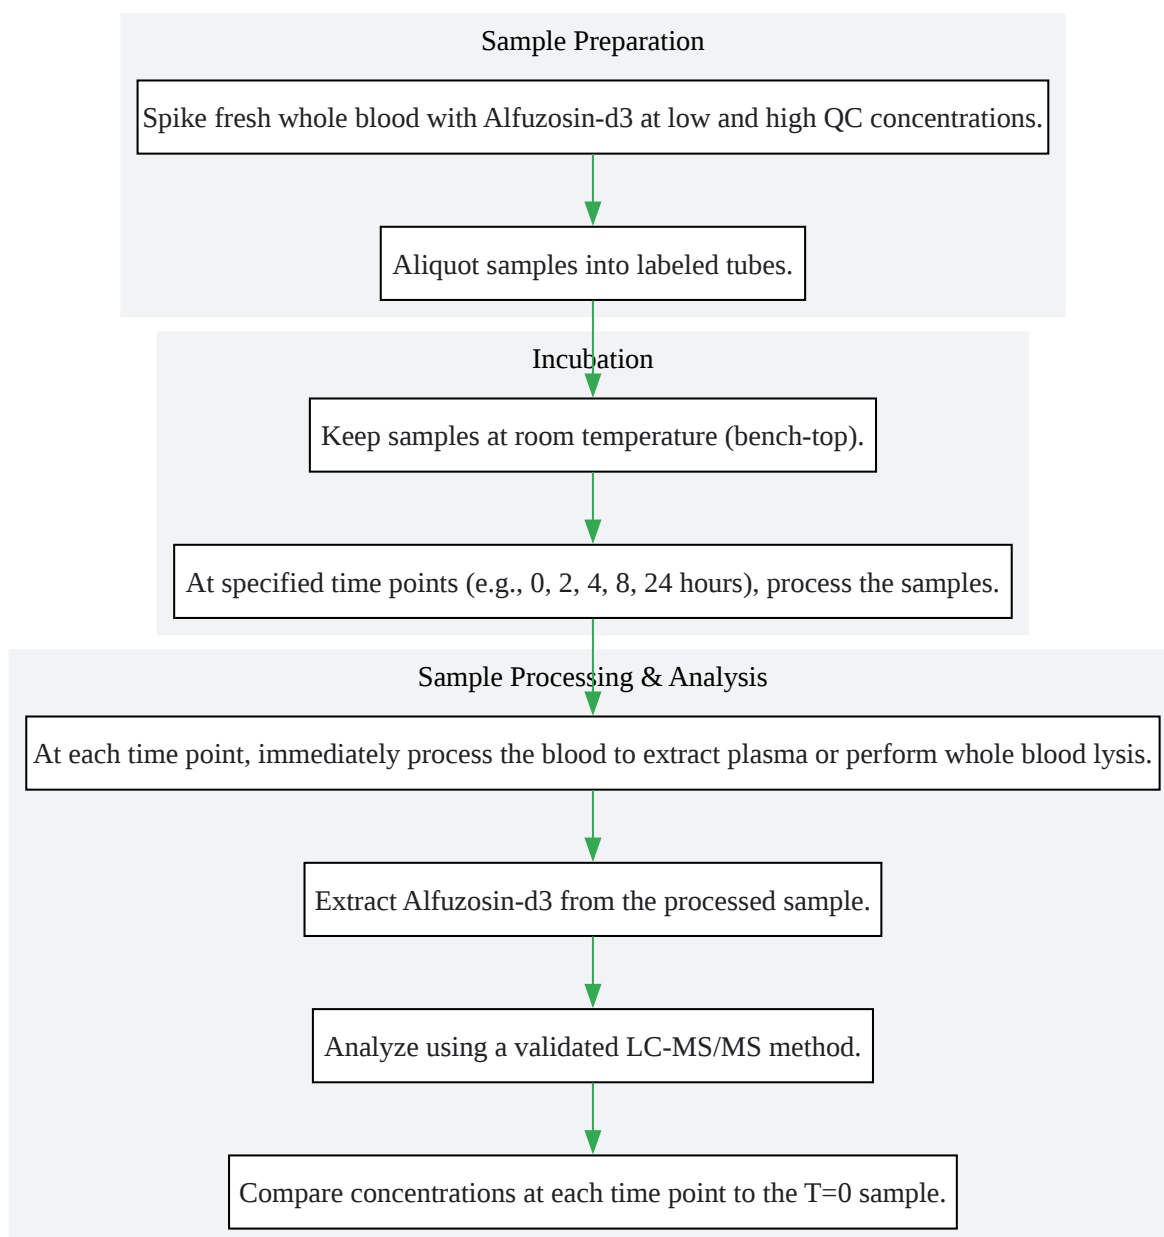 Sample Preparation
Spike fresh whole blood with Alfuzosin-d3 at low and high QC concentrations.
Aliquot samples into labeled tubes.
Incubation
Keep samples at room temperature (bench-top).
At specified time points (e.g., 0, 2, 4, 8, 24 hours), process the samples.
Sample Processing & Analysis
At each time point, immediately process the blood to extract plasma or perform whole blood lysis.
Extract Alfuzosin-d3 from the processed sample.
Analyze using a validated LC-MS/MS method.
Compare concentrations at each time point to the T=0 sample.